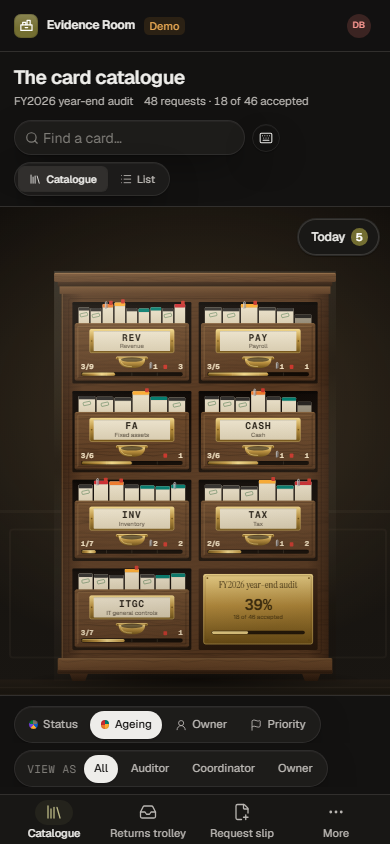 Evidence Room Demo DB
The card catalogue
FY2026 year-end audit 48 requests · 18 of 46 accepted
Find a card...
Catalogue List
Today 5
REV PAY
Revenue Payroll
3/9 1 3 3/5 1 1
FA CASH
Fixed assets Cash
3/6 1 3/6 1 1
INV TAX
Inventory Tax
1/7 2 2 2/6 1 2
ITGC
IT general controls
3/7 1
FY2026 year-end audit
39%
18 of 46 accepted
Status Ageing Owner Priority
VIEW AS All Auditor Coordinator Owner
Catalogue Returns trolley Request slip More